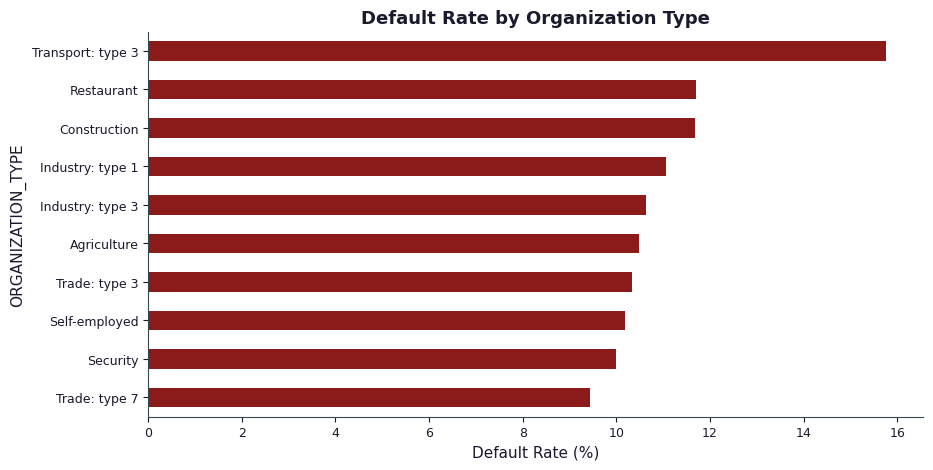 Default Rate by Organization Type
ORGANIZATION_TYPE
Transport: type 3
Restaurant
Construction
Industry: type 1
Industry: type 3
Agriculture
Trade: type 3
Self-employed
Security
Trade: type 7
0 2 4 6 8 10 12 14 16
Default Rate (%)